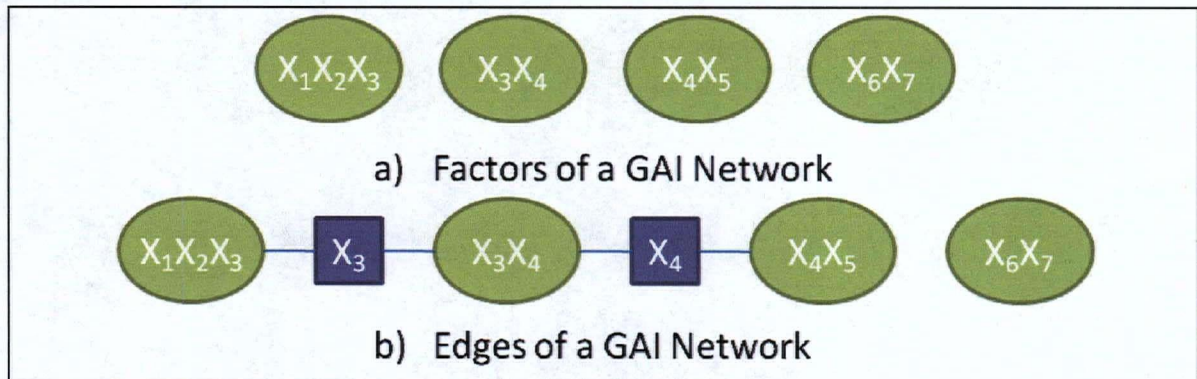 X₁X₂X₃ X₃X₄ X₄X₅ X₆X₇
a) Factors of a GAI Network
X₁X₂X₃ X₃ X₃X₄ X₄ X₄X₅ X₆X₇
b) Edges of a GAI Network